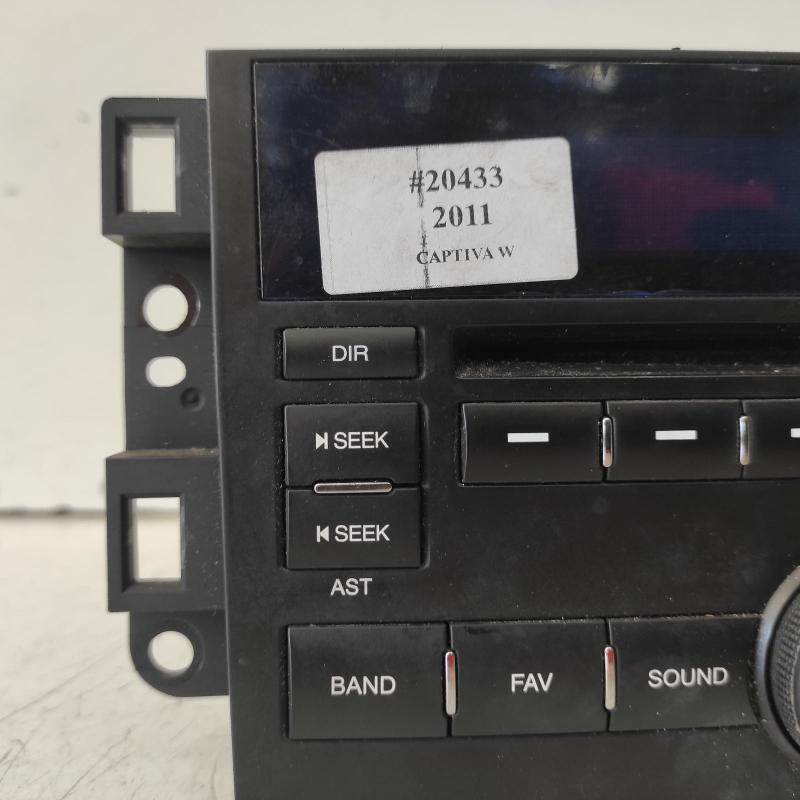 #20433
2011
CAPTIVA W
DIR
SEEK
SEEK
AST
BAND FAV SOUND